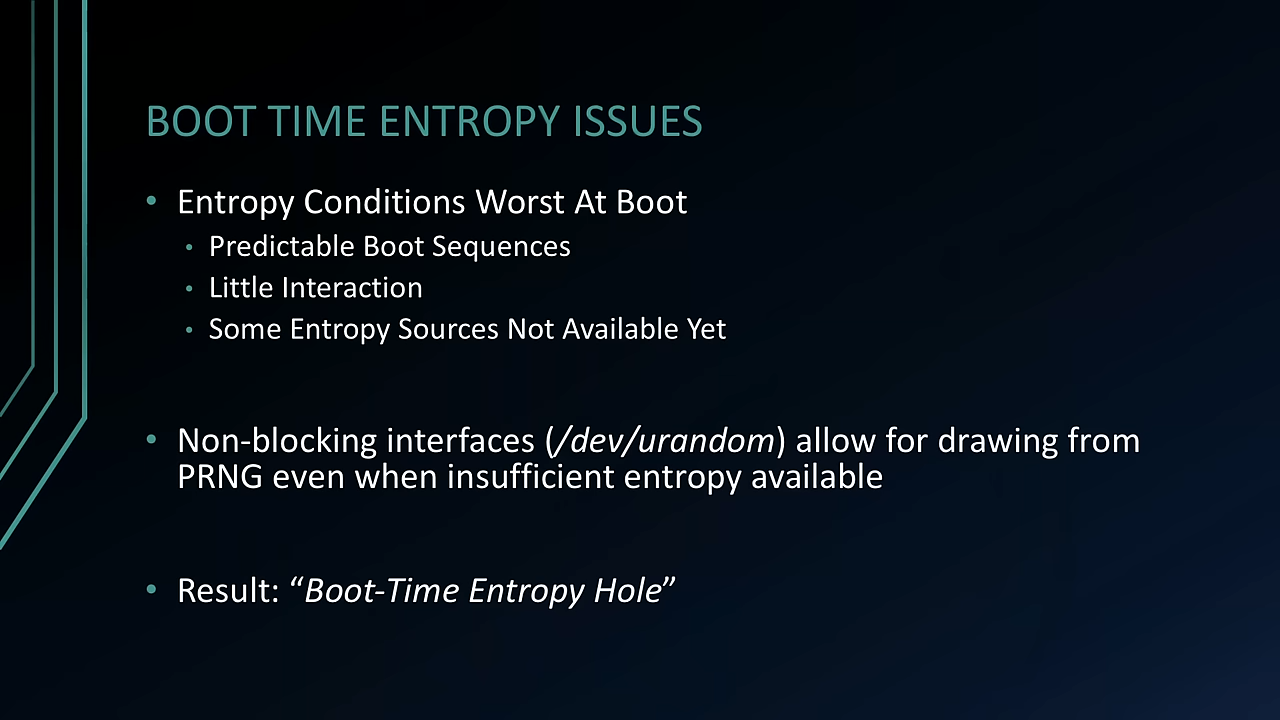 BOOT TIME ENTROPY ISSUES
• Entropy Conditions Worst At Boot
• Predictable Boot Sequences
• Little Interaction
• Some Entropy Sources Not Available Yet
• Non-blocking interfaces (/dev/urandom) allow for drawing from
PRNG even when insufficient entropy available
• Result: “Boot-Time Entropy Hole”